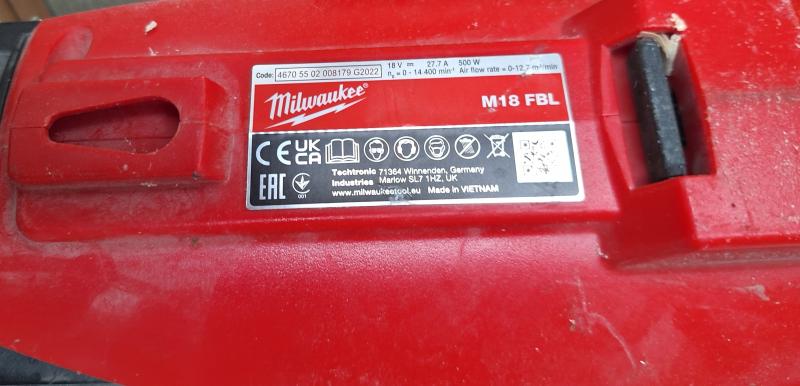 Code: 4670 55 02 008179 G2022
18 V 27.7 A 500 W
n₀ = 0 - 14 400 min⁻¹ Air flow rate = 0-12,7 m³/min
Milwaukee®
M18 FBL
CE UK CA
Techtronic 71364 Winnenden, Germany
Industries Marlow SL7 1HZ, UK
www.milwaukeetool.eu Made in VIETNAM
EAC 001